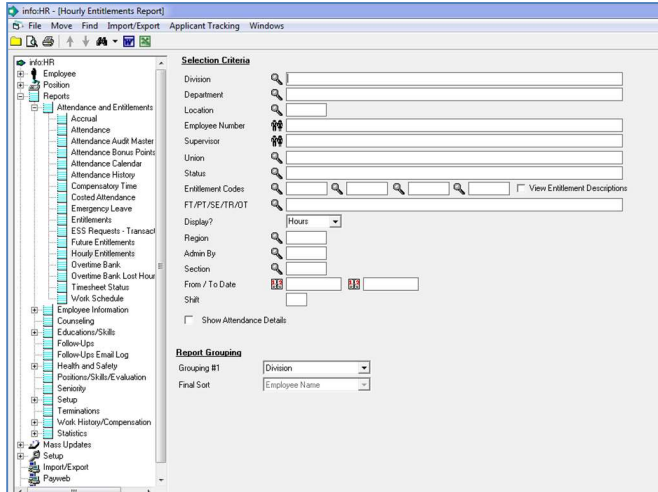 info:HR - [Hourly Entitlements Report]
File Move Find Import/Export Applicant Tracking Windows
info:HR
Employee
Position
Reports
Attendance and Entitlements
Accrual
Attendance
Attendance Audit Master
Attendance Bonus Points
Attendance Calendar
Attendance History
Compensatory Time
Costed Attendance
Emergency Leave
Entitlements
ESS Requests - Transact
Future Entitlements
Hourly Entitlements
Overtime Bank
Overtime Bank Lost Hour
Timesheet Status
Work Schedule
Employee Information
Counseling
Educations/Skills
Follow-Ups
Follow-Ups Email Log
Health and Safety
Positions/Skills/Evaluation
Seniority
Setup
Terminations
Work History/Compensation
Statistics
Mass Updates
Setup
Import/Export
Payweb
Selection Criteria
Division
Department
Location
Employee Number
Supervisor
Union
Status
Entitlement Codes View Entitlement Descriptions
FT/PT/SE/TR/OT
Display? Hours
Region
Admin By
Section
From / To Date
Shift
Show Attendance Details
Report Grouping
Grouping #1 Division
Final Sort Employee Name